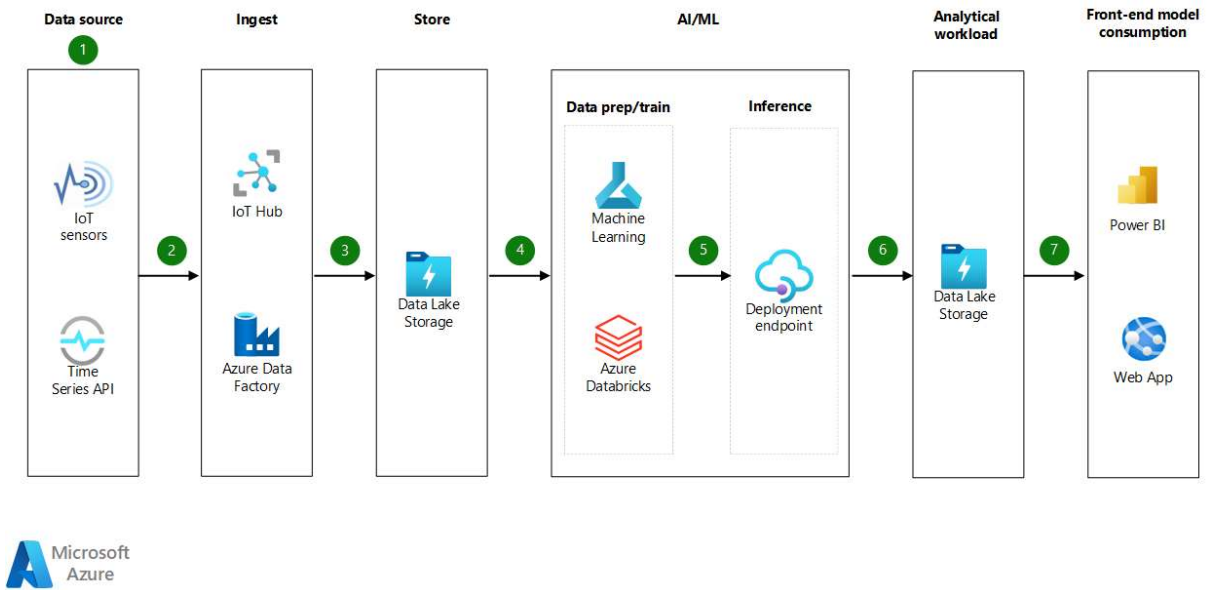 Data source
Ingest
Store
AI/ML
Analytical
workload
Front-end model
consumption
1
Data prep/train
Inference
IoT
sensors
IoT Hub
Machine
Learning
Power BI
2
3
4
5
6
7
Data Lake
Storage
Deployment
endpoint
Data Lake
Storage
Time
Series API
Azure Data
Factory
Azure
Databricks
Web App
Microsoft
Azure